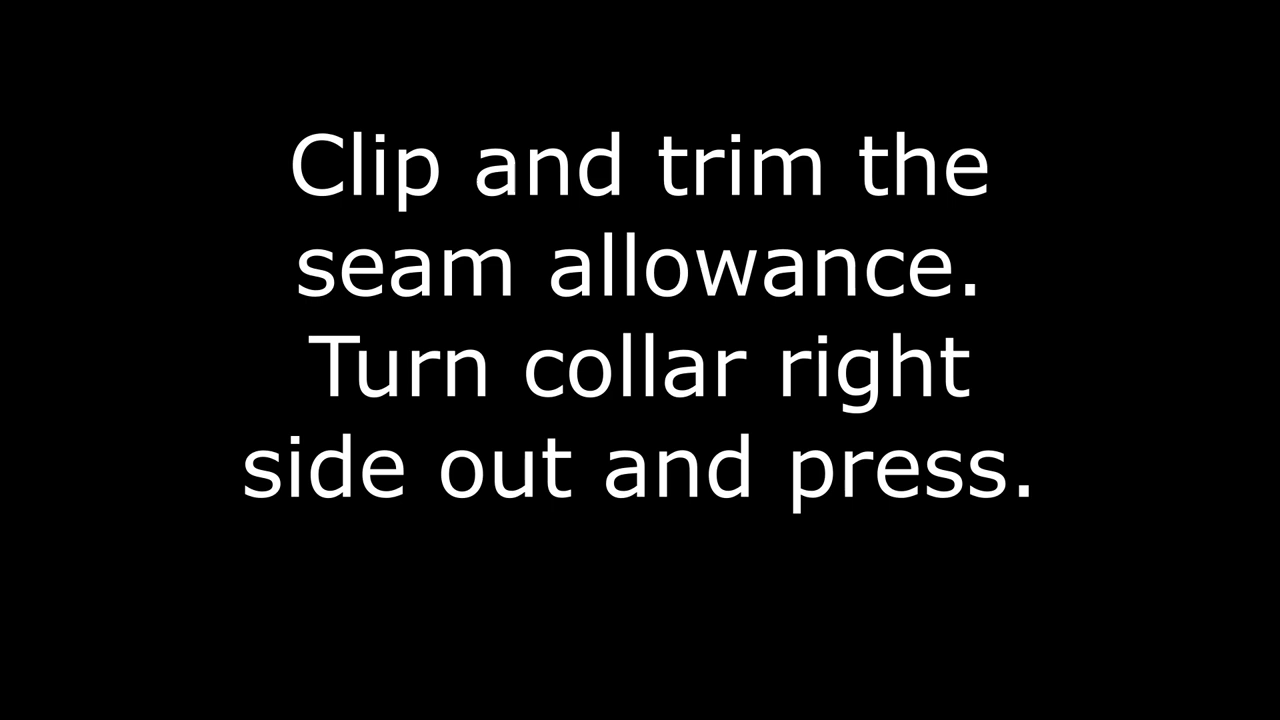 Clip and trim the
seam allowance.
Turn collar right
side out and press.